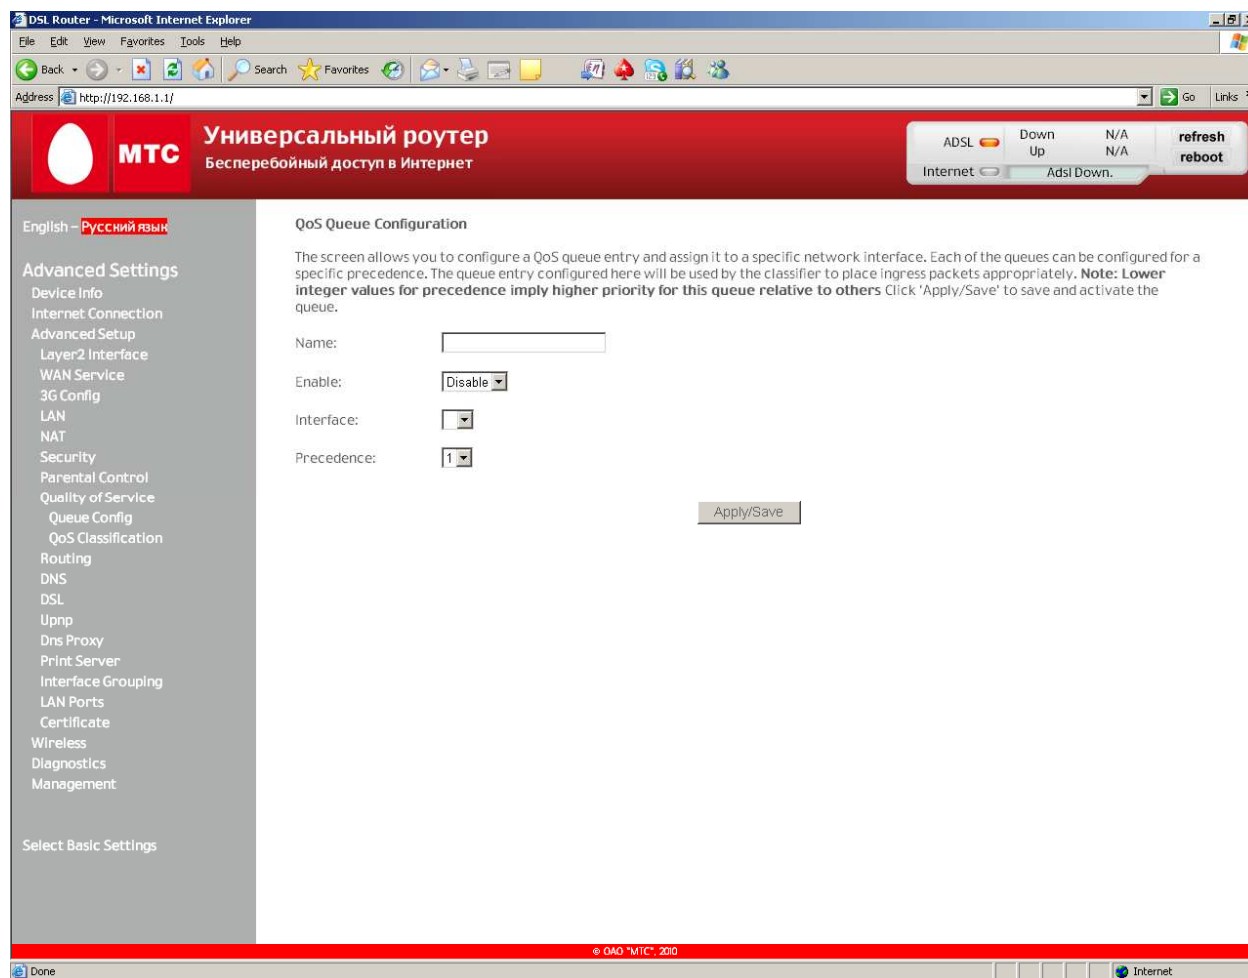 DSL Router - Microsoft Internet Explorer
File Edit View Favorites Tools Help
Back Search Favorites
Address http://192.168.1.1/ Go Links
МТС
Универсальный роутер
Бесперебойный доступ в Интернет
ADSL Down N/A refresh
Up N/A reboot
Internet Adsl Down.
English – Русский язык
Advanced Settings
Device Info
Internet Connection
Advanced Setup
Layer2 Interface
WAN Service
3G Config
LAN
NAT
Security
Parental Control
Quality of Service
Queue Config
QoS Classification
Routing
DNS
DSL
Upnp
Dns Proxy
Print Server
Interface Grouping
LAN Ports
Certificate
Wireless
Diagnostics
Management
Select Basic Settings
QoS Queue Configuration
The screen allows you to configure a QoS queue entry and assign it to a specific network interface. Each of the queues can be configured for a
specific precedence. The queue entry configured here will be used by the classifier to place ingress packets appropriately. Note: Lower
integer values for precedence imply higher priority for this queue relative to others Click 'Apply/Save' to save and activate the
queue.
Name:
Enable: Disable
Interface:
Precedence: 1
Apply/Save
© ОАО "МТС", 2010
Done Internet